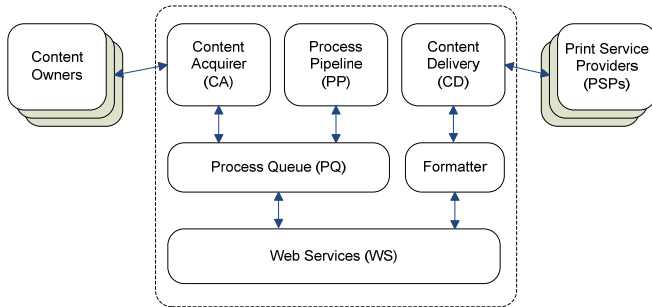 Content
Owners
Content
Acquirer
(CA)
Process
Pipeline
(PP)
Content
Delivery
(CD)
Print Service
Providers
(PSPs)
Process Queue (PQ)
Formatter
Web Services (WS)